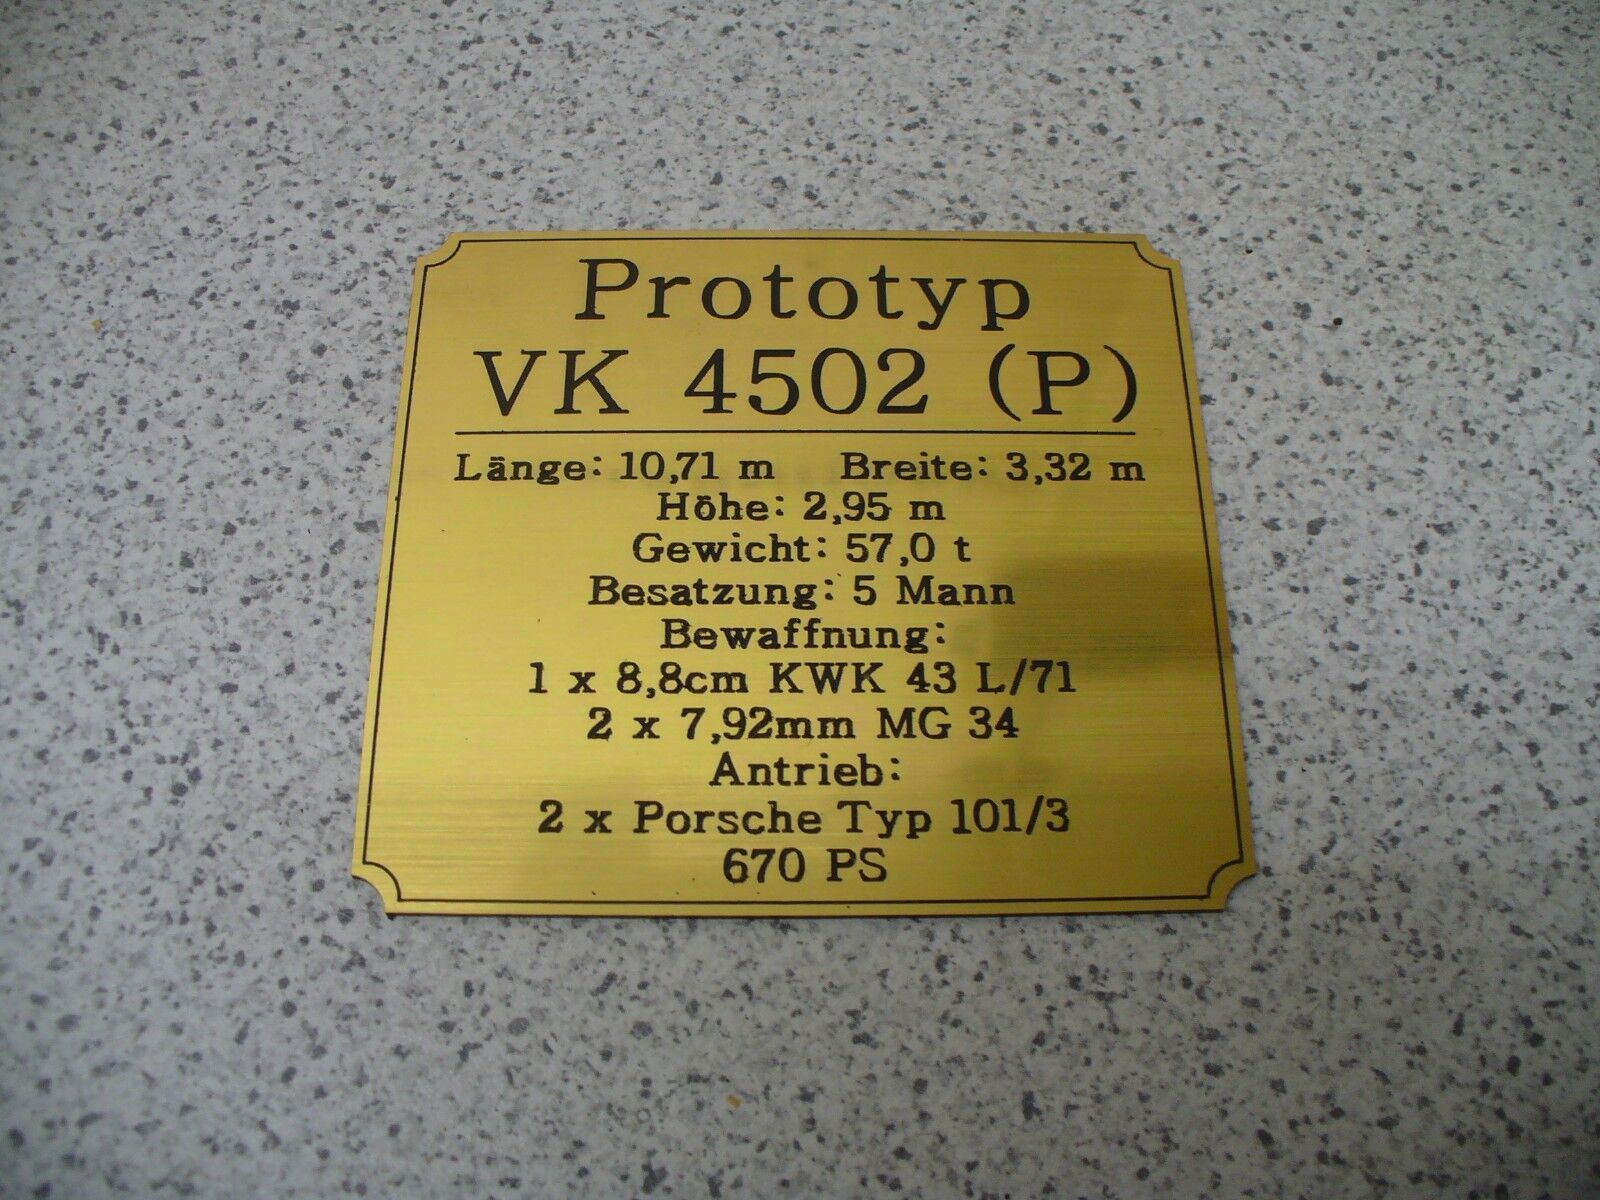 Prototyp
VK 4502 (P)
Länge: 10,71 m Breite: 3,32 m
Höhe: 2,95 m
Gewicht: 57,0 t
Besatzung: 5 Mann
Bewaffnung:
1 x 8,8cm KWK 43 L/71
2 x 7,92mm MG 34
Antrieb:
2 x Porsche Typ 101/3
670 PS